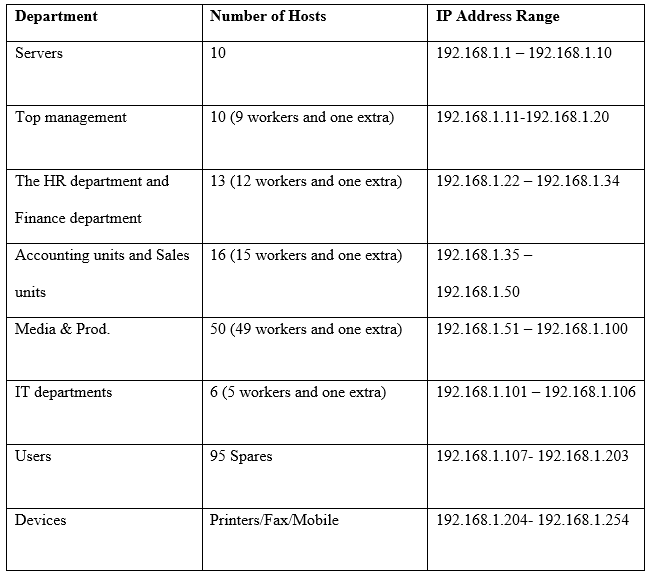 Department Number of Hosts IP Address Range
Servers 10 192.168.1.1 – 192.168.1.10
Top management 10 (9 workers and one extra) 192.168.1.11-192.168.1.20
The HR department and 13 (12 workers and one extra) 192.168.1.22 – 192.168.1.34
Finance department
Accounting units and Sales 16 (15 workers and one extra) 192.168.1.35 –
units 192.168.1.50
Media & Prod. 50 (49 workers and one extra) 192.168.1.51 – 192.168.1.100
IT departments 6 (5 workers and one extra) 192.168.1.101 – 192.168.1.106
Users 95 Spares 192.168.1.107- 192.168.1.203
Devices Printers/Fax/Mobile 192.168.1.204- 192.168.1.254